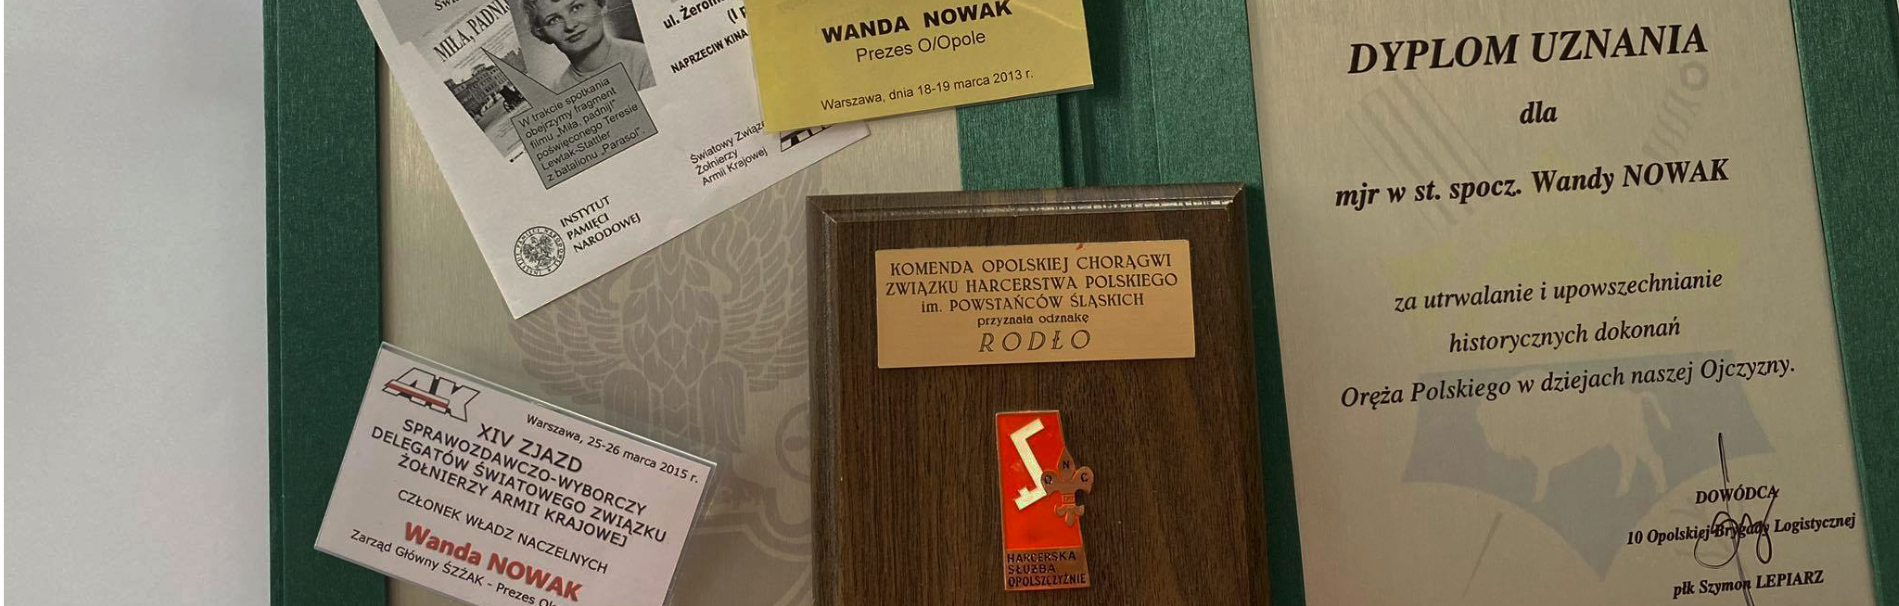 MIŁA, PADNIJ
W trakcie spotkania
obejrzymy fragment
filmu „Miła, padnij!”
poświęconego Teresie
Lewtak-Stattler
z batalionu „Parasol”.
ul. Żerom
(I p
NAPRZECIW KINA
Światowy Związ
Żołnierzy
Armii Krajowej
INSTYTUT
PAMIĘCI
NARODOWEJ
WANDA NOWAK
Prezes O/Opole
Warszawa, dnia 18-19 marca 2013 r.
AK
Warszawa, 25-26 marca 2015 r.
XIV ZJAZD
SPRAWOZDAWCZO-WYBORCZY
DELEGATÓW ŚWIATOWEGO ZWIĄZKU
ŻOŁNIERZY ARMII KRAJOWEJ
CZŁONEK WŁADZ NACZELNYCH
Wanda NOWAK
Zarząd Główny ŚZŻAK - Prezes Ok
KOMENDA OPOLSKIEJ CHORĄGWI
ZWIĄZKU HARCERSTWA POLSKIEGO
im. POWSTAŃCÓW ŚLĄSKICH
przyznała odznakę
RODŁO
O N C
HARCERSKA
SŁUŻBA
OPOLSZCZYŹNIE
DYPLOM UZNANIA
dla
mjr w st. spocz. Wandy NOWAK
za utrwalanie i upowszechnianie
historycznych dokonań
Oręża Polskiego w dziejach naszej Ojczyzny.
DOWÓDCA
10 Opolskiej Brygady Logistycznej
płk Szymon LEPIARZ